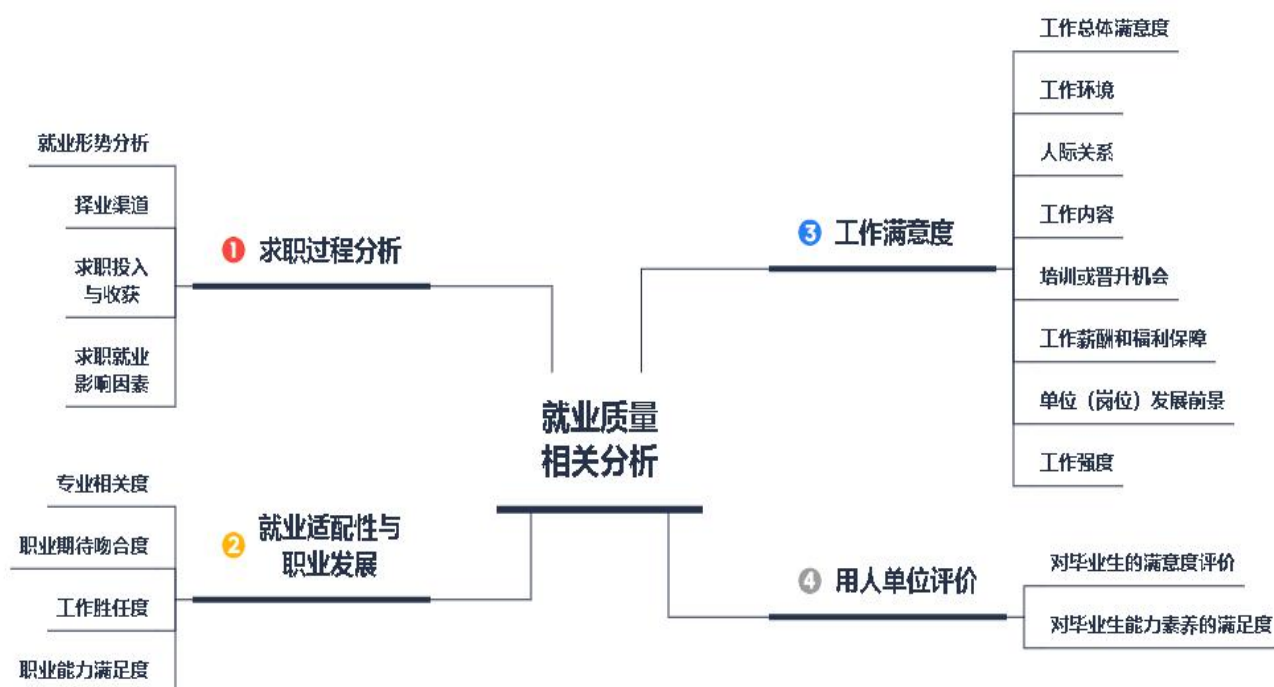 就业质量
相关分析
1 求职过程分析
就业形势分析
择业渠道
求职投入
与收获
求职就业
影响因素
2 就业适配性与
职业发展
专业相关度
职业期待吻合度
工作胜任度
职业能力满足度
3 工作满意度
工作总体满意度
工作环境
人际关系
工作内容
培训或晋升机会
工作薪酬和福利保障
单位（岗位）发展前景
工作强度
4 用人单位评价
对毕业生的满意度评价
对毕业生能力素养的满足度